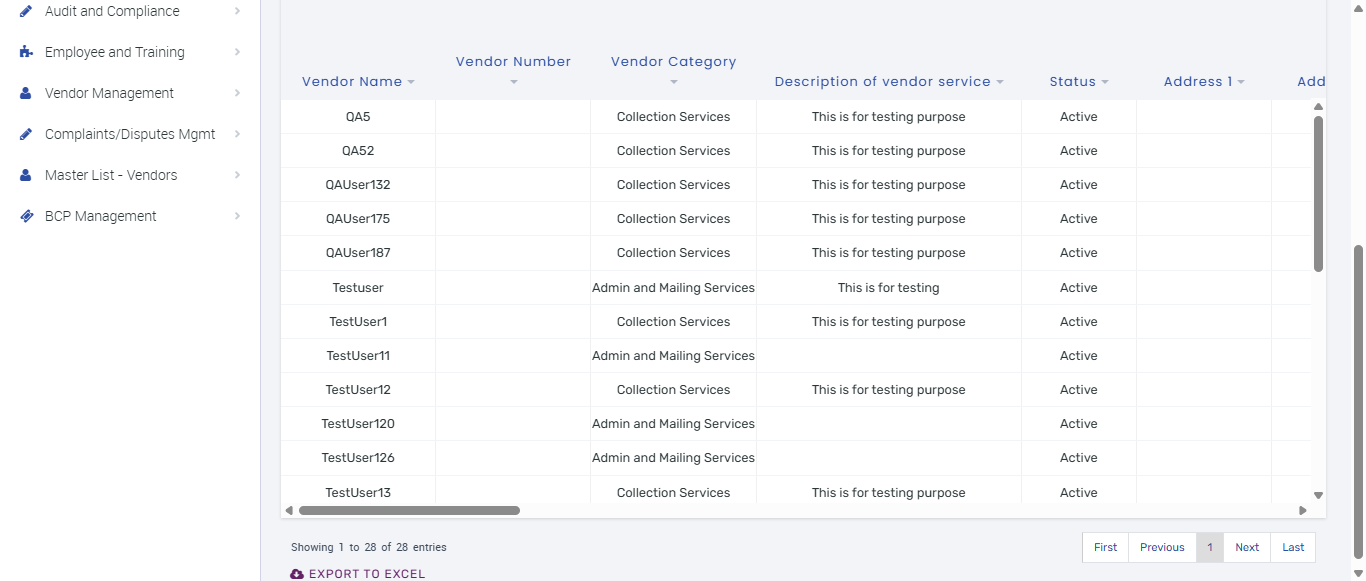 Audit and Compliance
Employee and Training
Vendor Management
Complaints/Disputes Mgmt
Master List - Vendors
BCP Management
Vendor Name Vendor Number Vendor Category Description of vendor service Status Address 1 Add
QA5 Collection Services This is for testing purpose Active
QA52 Collection Services This is for testing purpose Active
QAUser132 Collection Services This is for testing purpose Active
QAUser175 Collection Services This is for testing purpose Active
QAUser187 Collection Services This is for testing purpose Active
Testuser Admin and Mailing Services This is for testing Active
TestUser1 Collection Services This is for testing purpose Active
TestUser11 Admin and Mailing Services Active
TestUser12 Collection Services This is for testing purpose Active
TestUser120 Admin and Mailing Services Active
TestUser126 Admin and Mailing Services Active
TestUser13 Collection Services This is for testing purpose Active
Showing 1 to 28 of 28 entries
First Previous 1 Next Last
EXPORT TO EXCEL